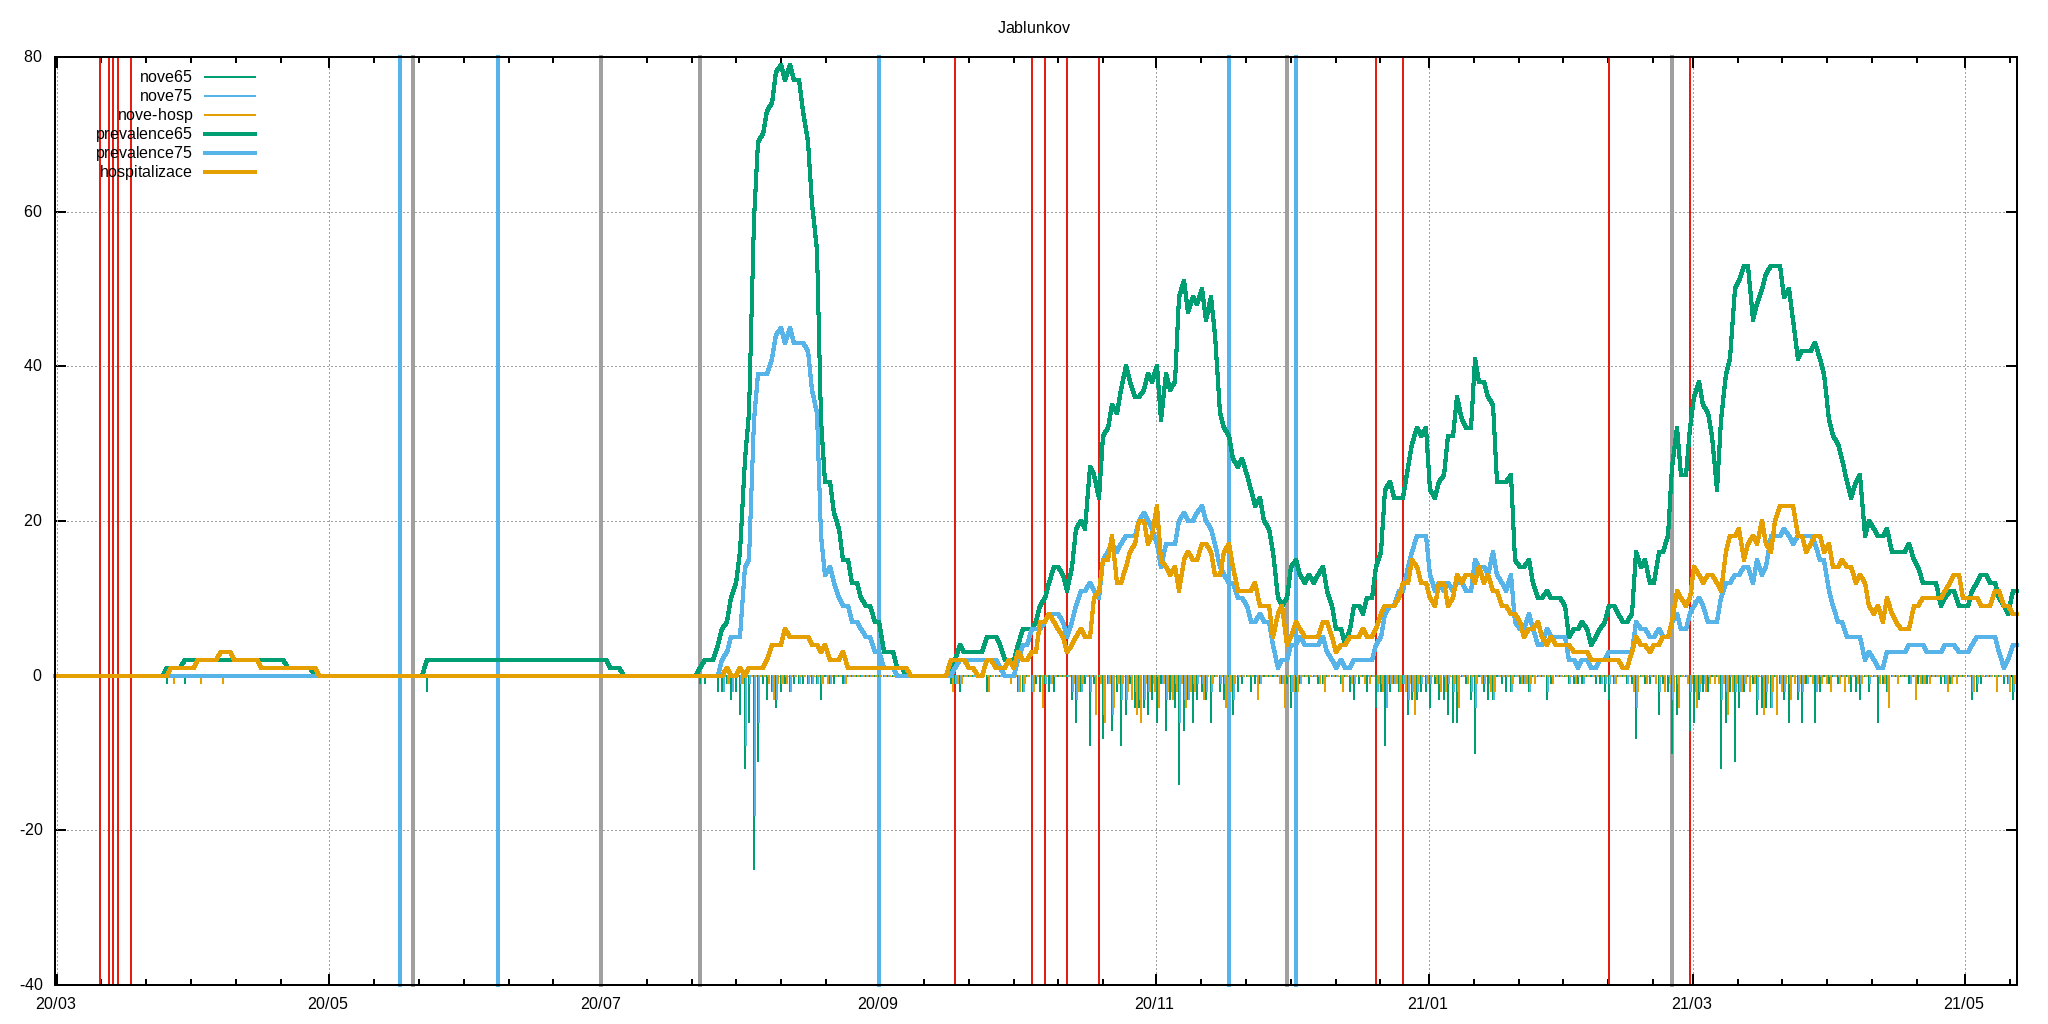 Jablunkov
80
60
40
20
0
-20
-40
nove65
nove75
nove-hosp
prevalence65
prevalence75
hospitalizace
20/03 20/05 20/07 20/09 20/11 21/01 21/03 21/05